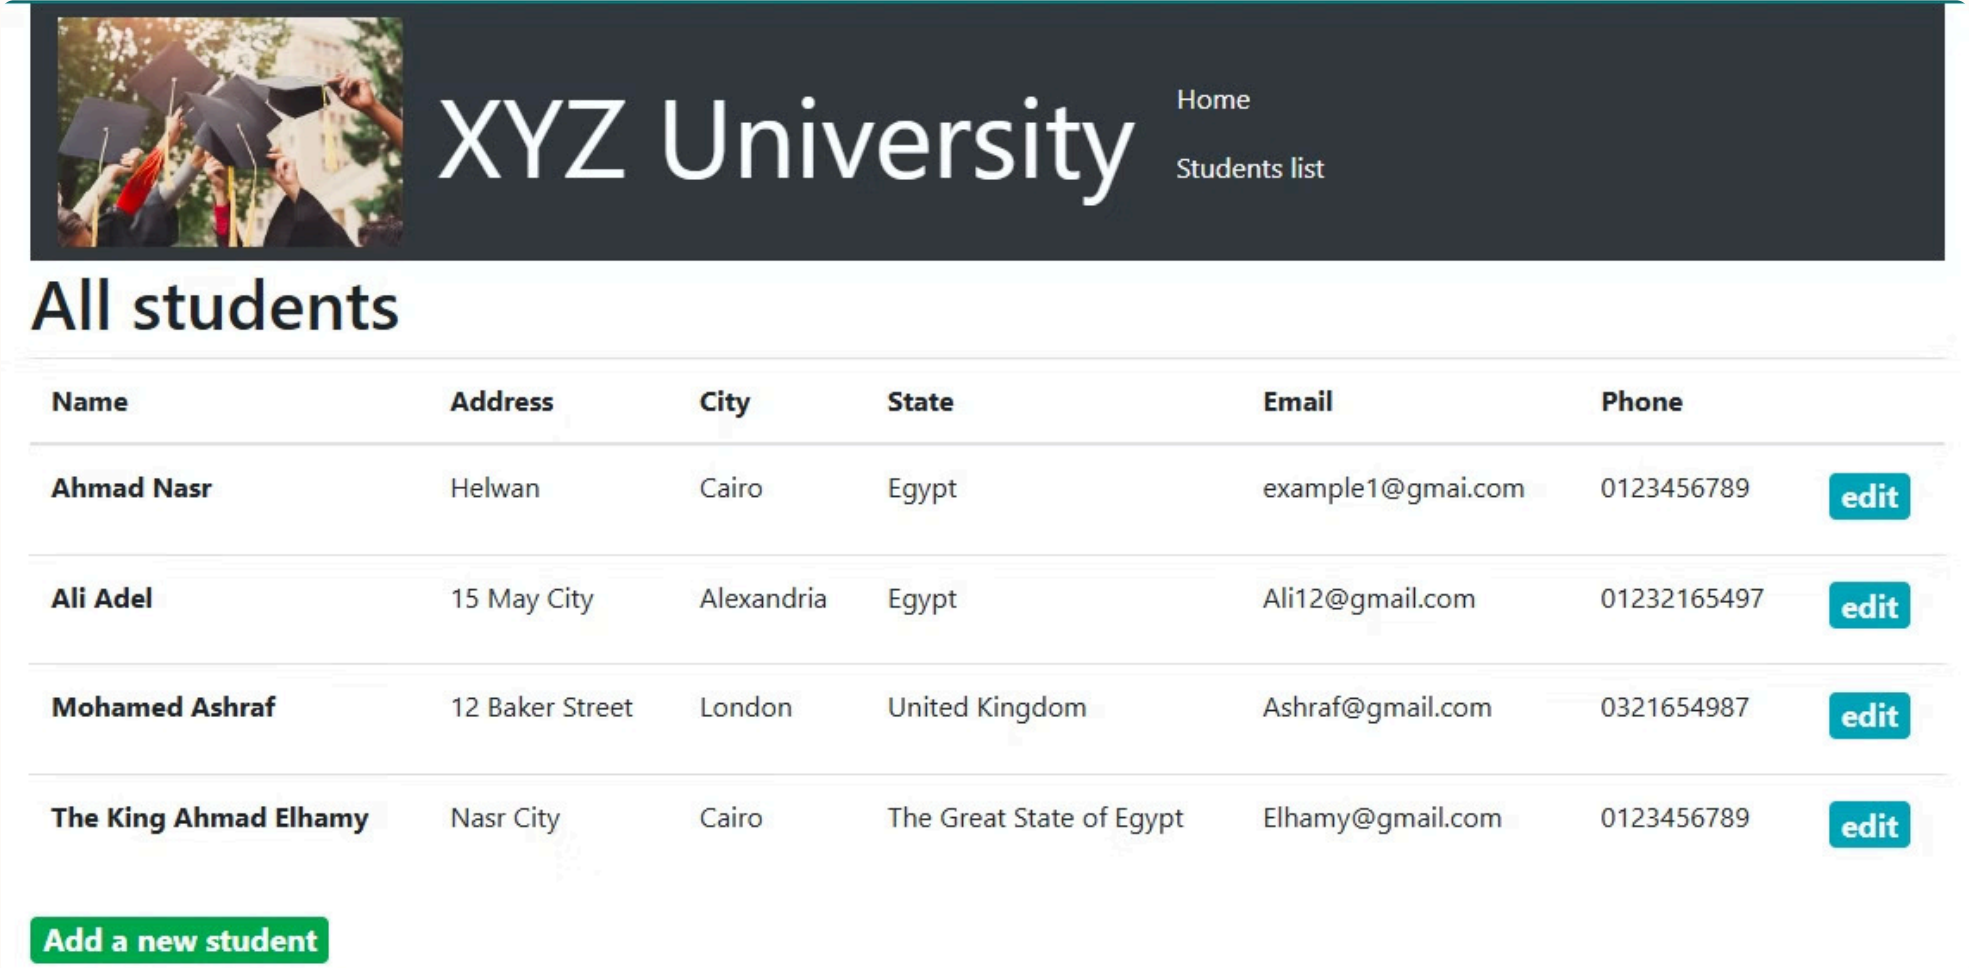 XYZ University
Home
Students list
All students
Name Address City State Email Phone
Ahmad Nasr Helwan Cairo Egypt example1@gmai.com 0123456789 edit
Ali Adel 15 May City Alexandria Egypt Ali12@gmail.com 01232165497 edit
Mohamed Ashraf 12 Baker Street London United Kingdom Ashraf@gmail.com 0321654987 edit
The King Ahmad Elhamy Nasr City Cairo The Great State of Egypt Elhamy@gmail.com 0123456789 edit
Add a new student